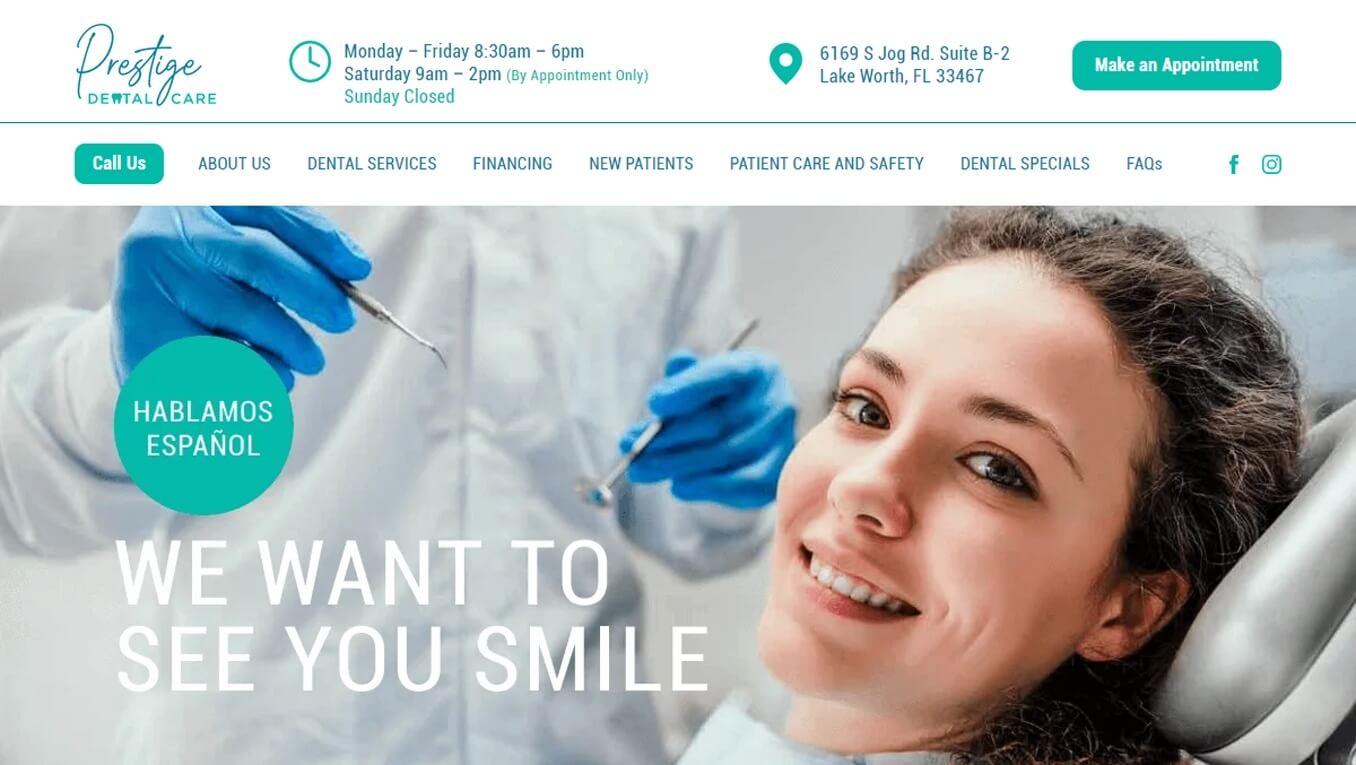 Prestige
DENTAL CARE
Monday – Friday 8:30am – 6pm
Saturday 9am – 2pm (By Appointment Only)
Sunday Closed
6169 S Jog Rd. Suite B-2
Lake Worth, FL 33467
Make an Appointment
Call Us
ABOUT US
DENTAL SERVICES
FINANCING
NEW PATIENTS
PATIENT CARE AND SAFETY
DENTAL SPECIALS
FAQs
HABLAMOS
ESPAÑOL
WE WANT TO
SEE YOU SMILE